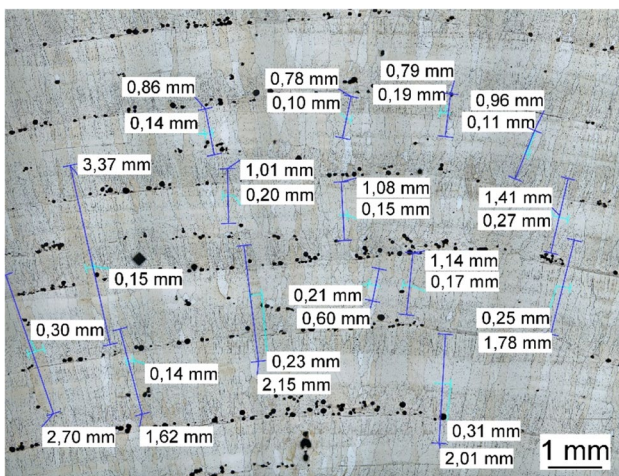 0,86 mm
0,14 mm
0,78 mm
0,10 mm
0,79 mm
0,19 mm
0,96 mm
0,11 mm
3,37 mm
0,15 mm
1,01 mm
0,20 mm
1,08 mm
0,15 mm
1,41 mm
0,27 mm
1,14 mm
0,17 mm
0,21 mm
0,60 mm
0,25 mm
1,78 mm
0,30 mm
2,70 mm
0,14 mm
1,62 mm
0,23 mm
2,15 mm
0,31 mm
2,01 mm
1 mm